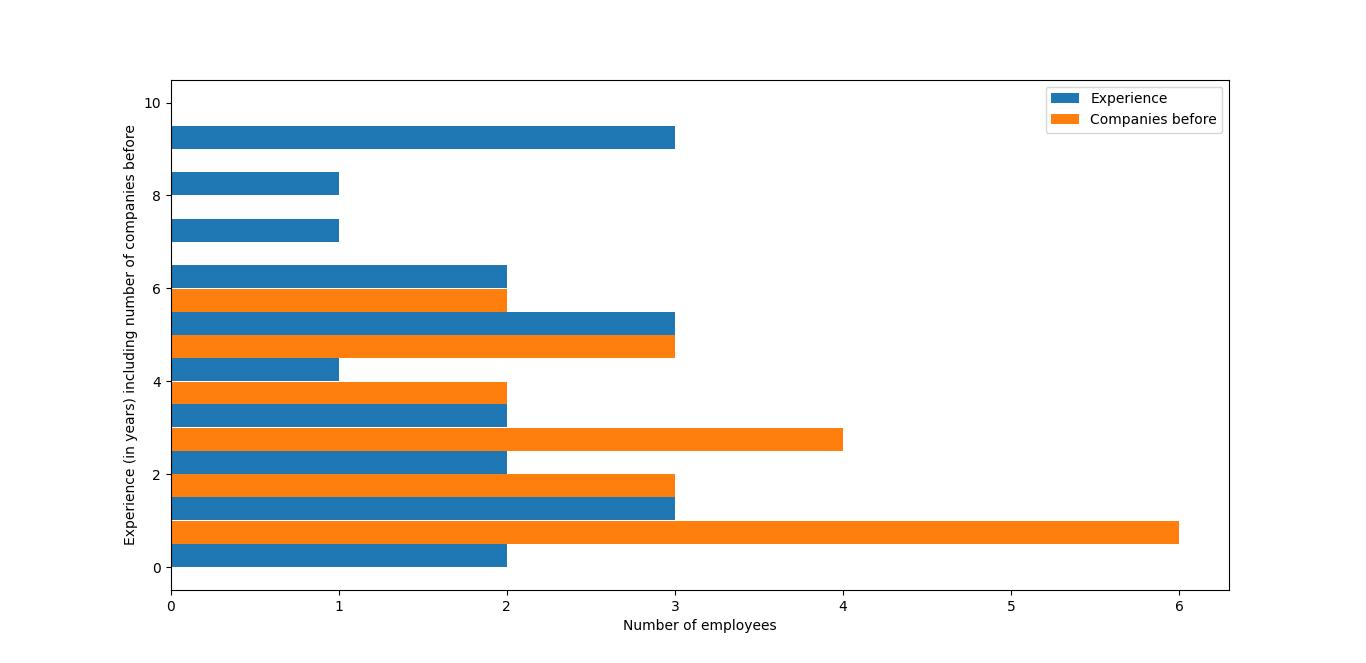 Experience
Companies before
10
8
6
4
2
0
Experience (in years) including number of companies before
0 1 2 3 4 5 6
Number of employees